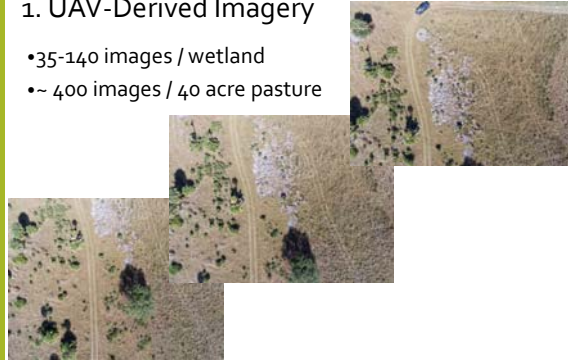 1. UAV-Derived Imagery
•35-140 images / wetland
•~ 400 images / 40 acre pasture